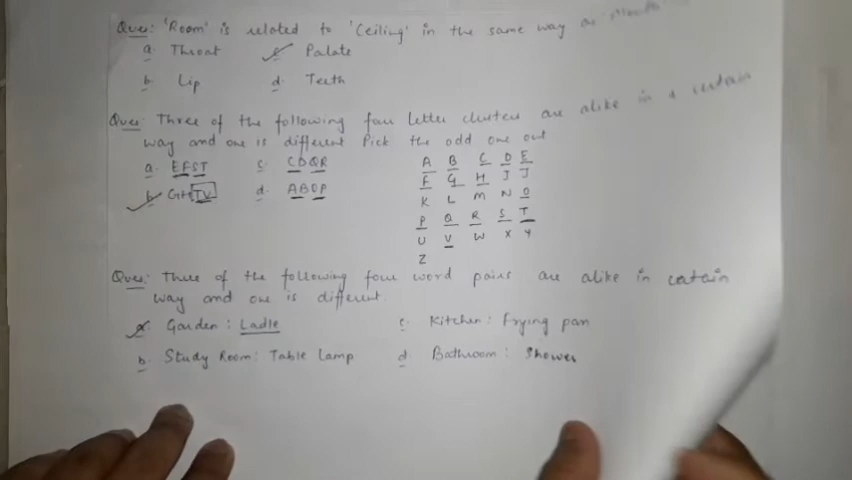 Ques: 'Room' is related to 'Ceiling' in the same way as
a. Throat c. Palate
b. Lip d. Teeth
Ques: Three of the following four letter clusters are alike in a certain
way and one is different Pick the odd one out
a. EFST c. CDQR
b. GHTV d. ABOP
A B C D E
F G H I J
K L M N O
P Q R S T
U V W X Y
Z
Ques: Three of the following four word pairs are alike in certain
way and one is different.
a. Garden: Ladle c. Kitchen: Frying pan
b. Study Room: Table Lamp d. Bathroom: Shower